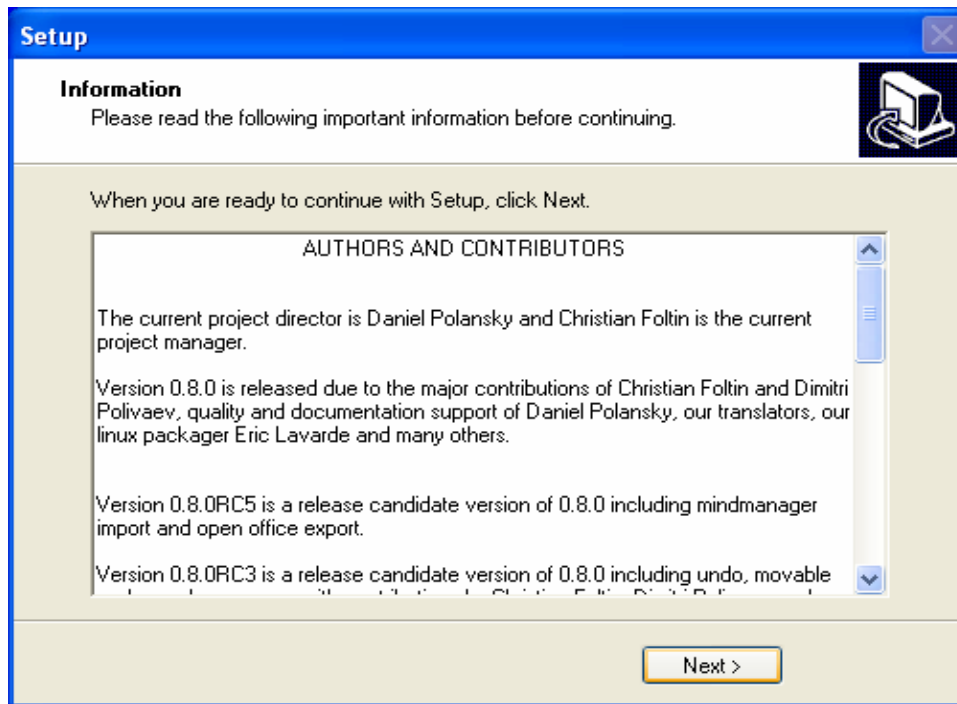 Setup
Information
Please read the following important information before continuing.
When you are ready to continue with Setup, click Next.
AUTHORS AND CONTRIBUTORS
The current project director is Daniel Polansky and Christian Foltin is the current
project manager.
Version 0.8.0 is released due to the major contributions of Christian Foltin and Dimitri
Polivaev, quality and documentation support of Daniel Polansky, our translators, our
linux packager Eric Lavarde and many others.
Version 0.8.0RC5 is a release candidate version of 0.8.0 including mindmanager
import and open office export.
Version 0.8.0RC3 is a release candidate version of 0.8.0 including undo, movable
Next >